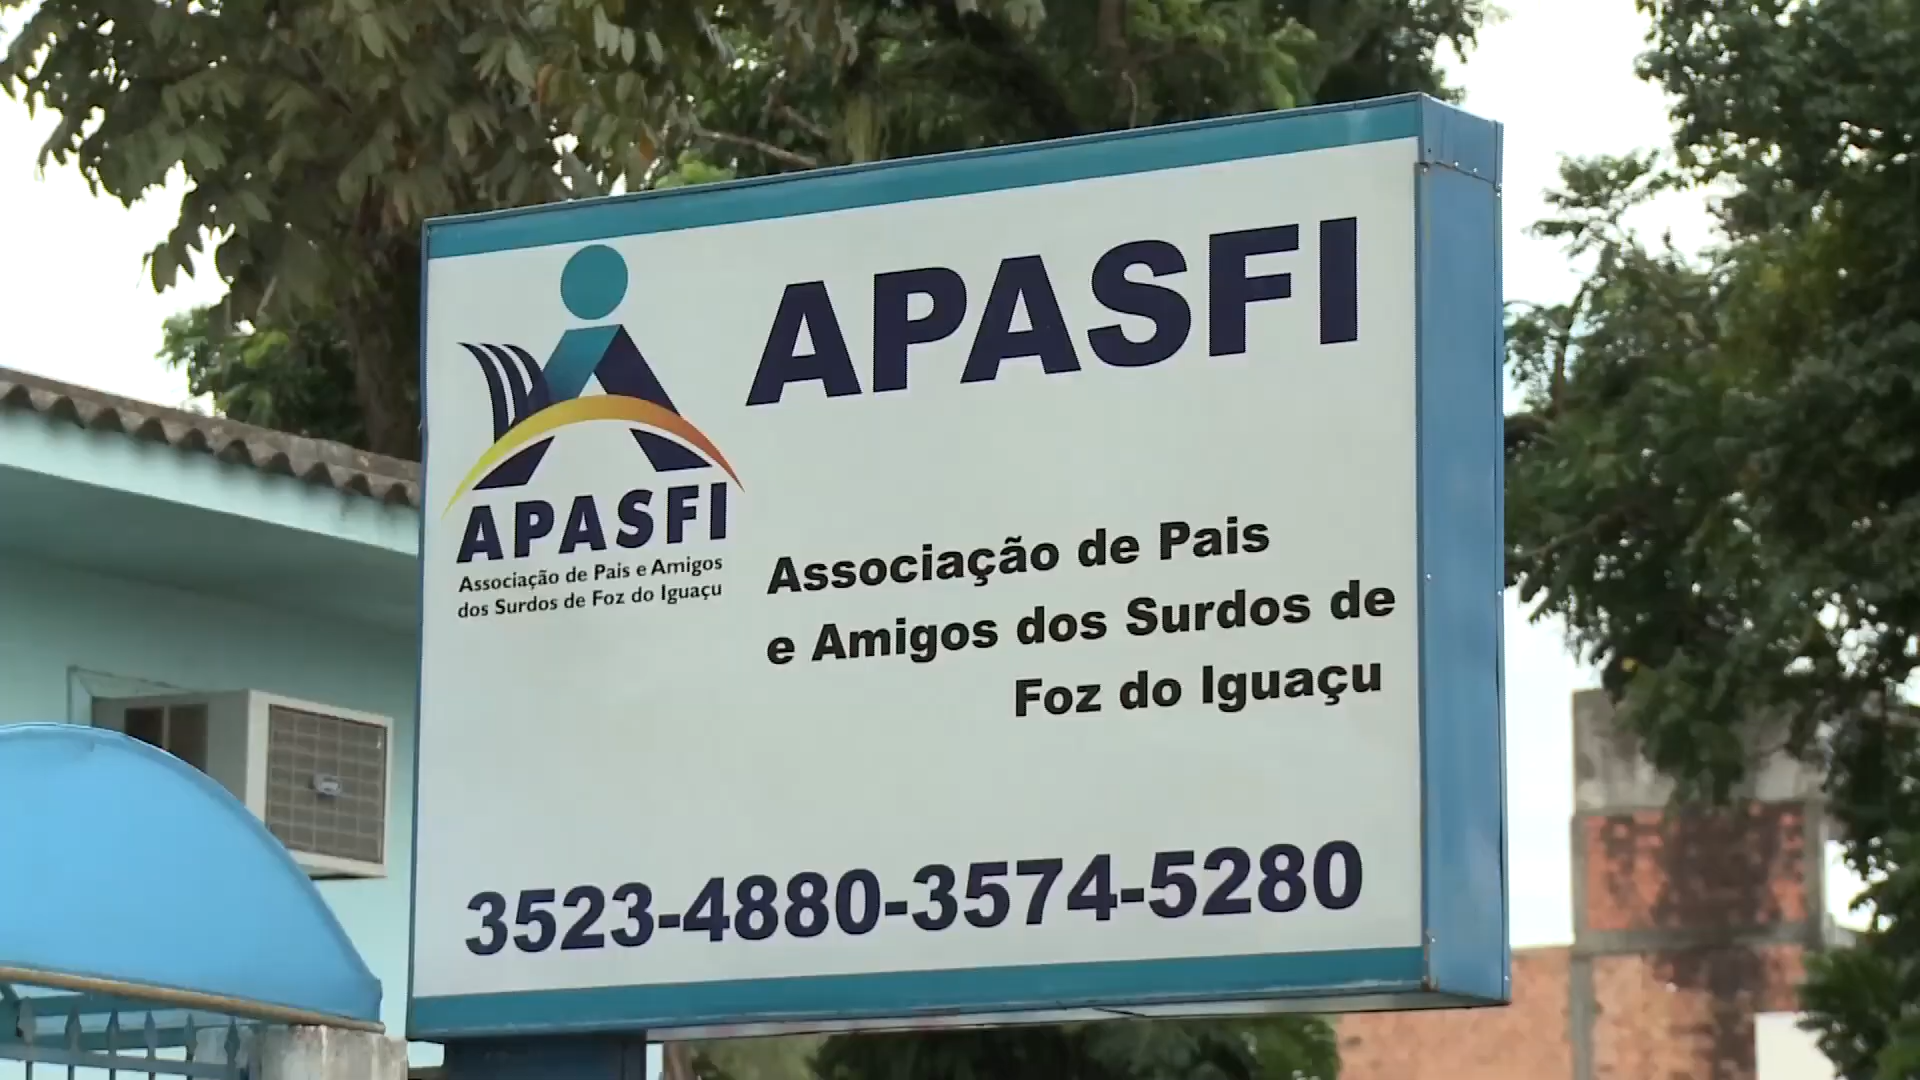 APASFI
APASFI
Associação de Pais e Amigos
dos Surdos de Foz do Iguaçu
Associação de Pais
e Amigos dos Surdos de
Foz do Iguaçu
3523-4880-3574-5280